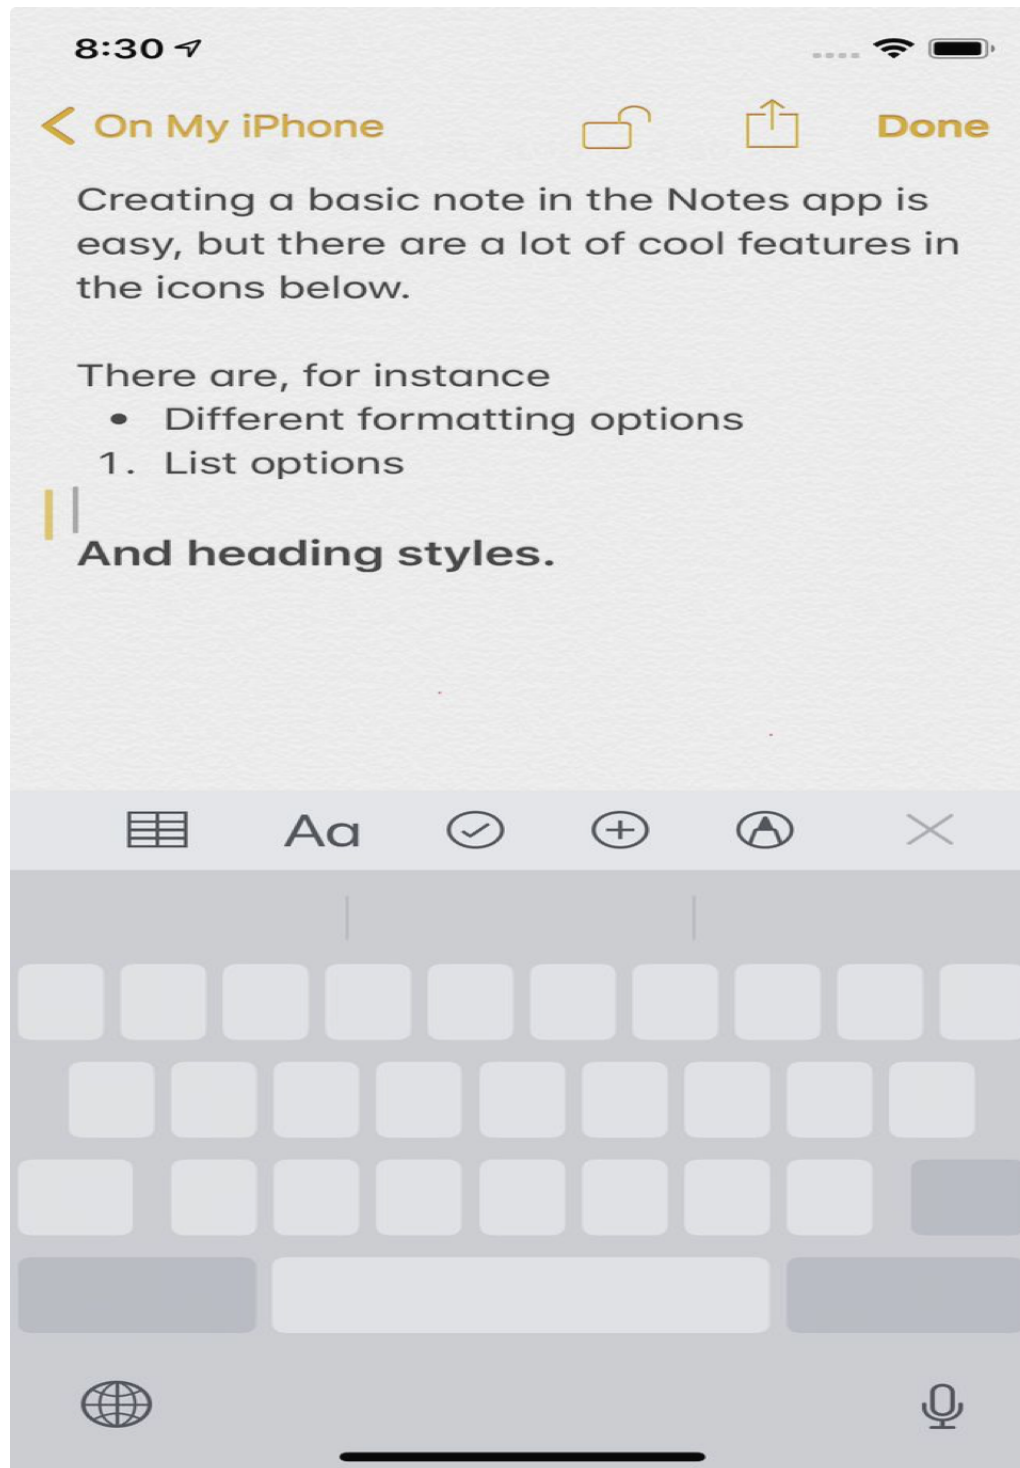 8:30
On My iPhone Done
Creating a basic note in the Notes app is
easy, but there are a lot of cool features in
the icons below.
There are, for instance
• Different formatting options
1. List options
And heading styles.
Aa